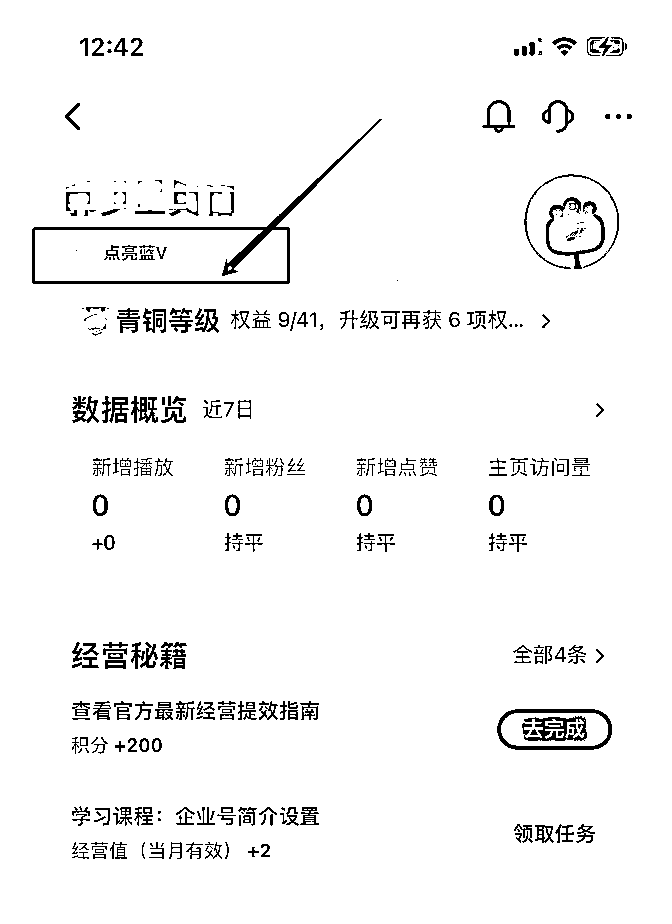 12:42
点亮蓝V
青铜等级 权益 9/41，升级可再获 6 项权...
数据概览 近7日
新增播放 新增粉丝 新增点赞 主页访问量
0 0 0 0
+0 持平 持平 持平
经营秘籍 全部4条
查看官方最新经营提效指南
积分 +200
去完成
学习课程：企业号简介设置
经营值（当月有效） +2
领取任务